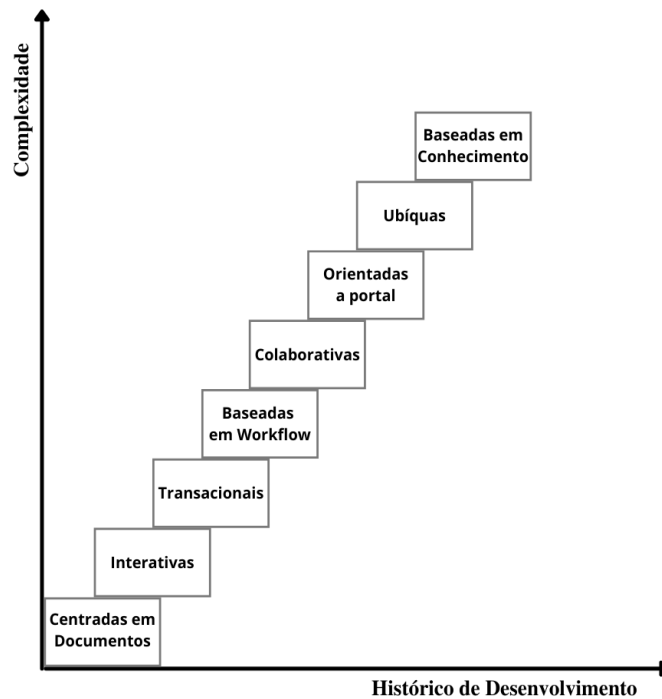 Complexidade
Baseadas em
Conhecimento
Ubíquas
Orientadas
a portal
Colaborativas
Baseadas
em Workflow
Transacionais
Interativas
Centradas em
Documentos
Histórico de Desenvolvimento